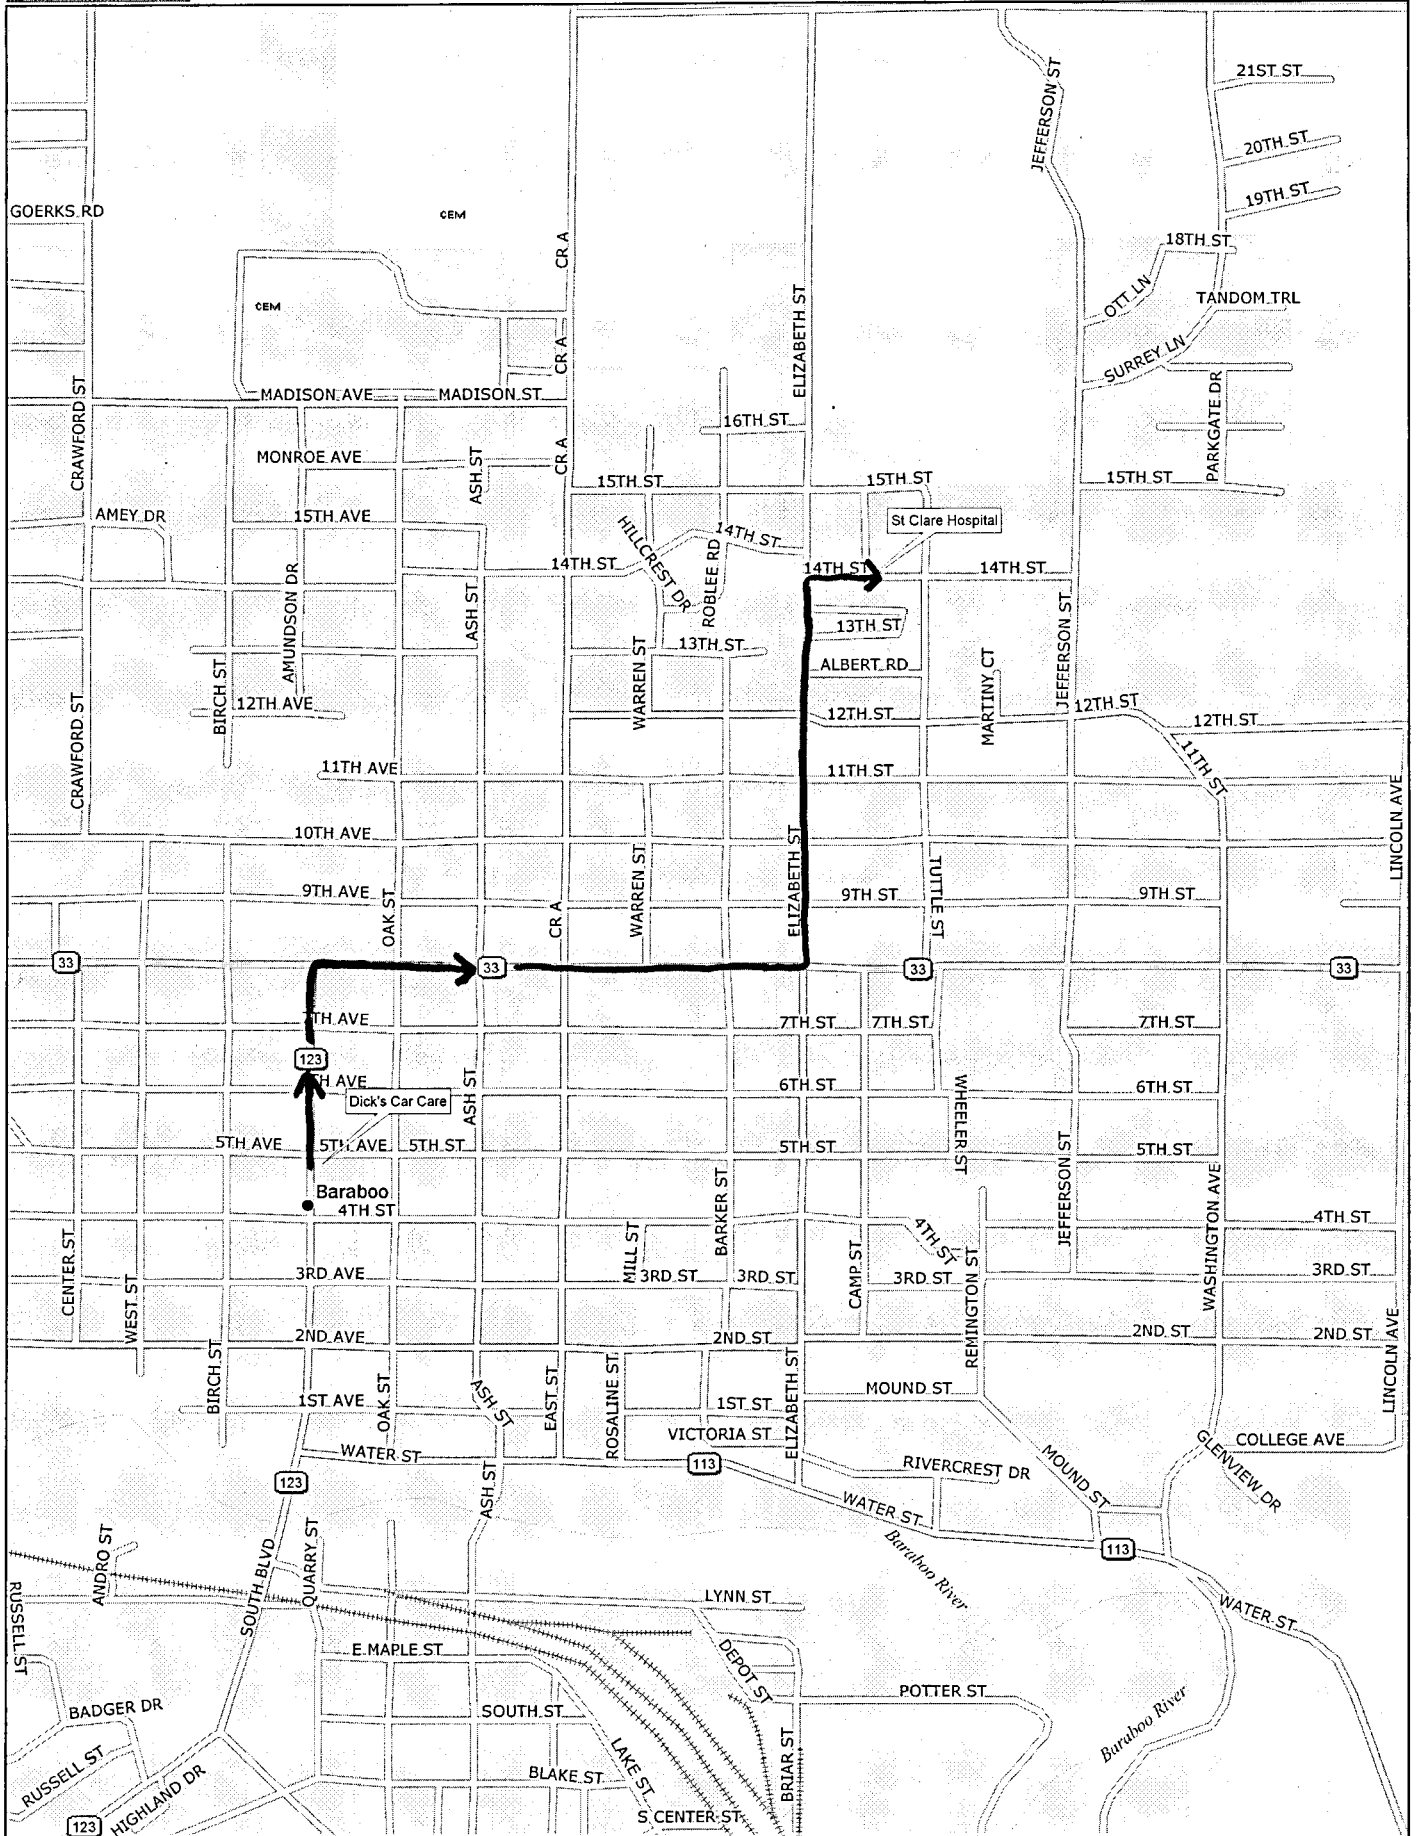 21ST ST
JEFFERSON ST
20TH ST
19TH ST
GOERKS RD
CEM
18TH ST
CR A
CEM
ELIZABETH ST
OTT LN
TANDOM TRL
CR A
SURREY LN
CRAWFORD ST
MADISON AVE
MADISON ST
16TH ST
PARKGATE DR
MONROE AVE
ASH ST
CR A
15TH ST
15TH ST
15TH ST
AMEY DR
15TH AVE
HILLCREST DR
14TH ST
St Clare Hospital
AMUNDSON DR
14TH ST
ROBLEE RD
14TH ST
14TH ST
ASH ST
13TH ST
JEFFERSON ST
BIRCH ST
WARREN ST
13TH ST
ALBERT RD
MARTINY CT
CRAWFORD ST
12TH AVE
12TH ST
12TH ST
12TH ST
11TH AVE
11TH ST
11TH ST
LINCOLN AVE
10TH AVE
ELIZABETH ST
WARREN ST
TUTTLE ST
9TH AVE
OAK ST
CR A
9TH ST
9TH ST
33
33
33
33
7TH AVE
7TH ST
7TH ST
7TH ST
123
TH AVE
ASH ST
6TH ST
WHEELER ST
6TH ST
Dick's Car Care
5TH AVE
5TH AVE
5TH ST
5TH ST
JEFFERSON ST
5TH ST
Baraboo
4TH ST
BARKER ST
WASHINGTON AVE
4TH ST
4TH ST
CENTER ST
MILL ST
CAMP ST
3RD AVE
3RD ST
3RD ST
3RD ST
REMINGTON ST
3RD ST
WEST ST
2ND AVE
2ND ST
2ND ST
2ND ST
BIRCH ST
OAK ST
ASH ST
EAST ST
ROSALINE ST
ELIZABETH ST
MOUND ST
LINCOLN AVE
1ST AVE
1ST ST
VICTORIA ST
COLLEGE AVE
WATER ST
113
RIVERCREST DR
MOUND ST
GLENVIEW DR
123
ASH ST
WATER ST
Baraboo River
113
ANDRO ST
SOUTH BLVD
QUARRY ST
LYNN ST
WATER ST
RUSSELL ST
E MAPLE ST
DEPOT ST
POTTER ST
BADGER DR
SOUTH ST
Baraboo River
RUSSELL ST
LAKE ST
BRIAR ST
HIGHLAND DR
BLAKE ST
123
S CENTER ST